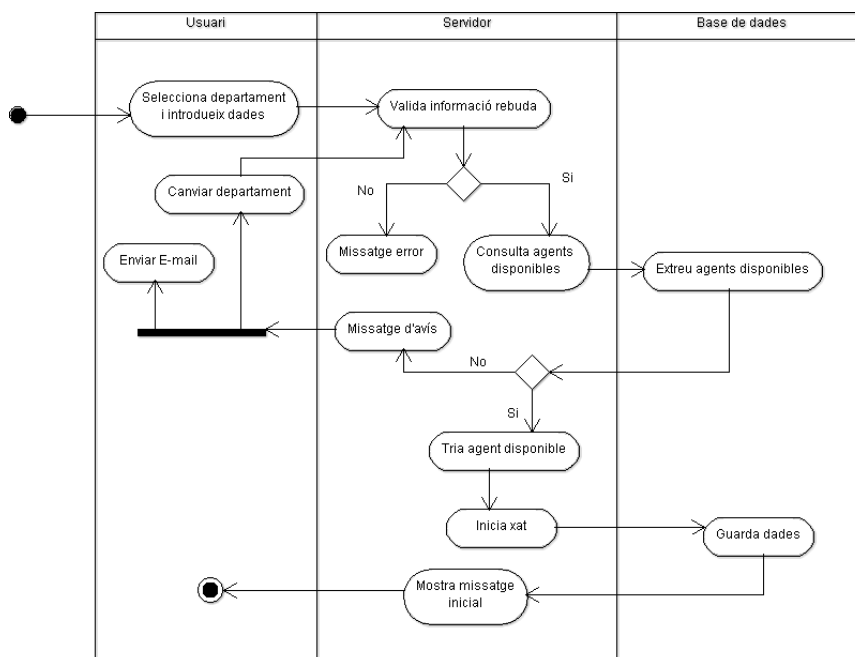 Usuari
Servidor
Base de dades
Selecciona departament
i introdueix dades
Valida informació rebuda
Canviar departament
No
Si
Enviar E-mail
Missatge error
Consulta agents
disponibles
Extreu agents disponibles
Missatge d'avís
No
Si
Tria agent disponible
Inicia xat
Guarda dades
Mostra missatge
inicial